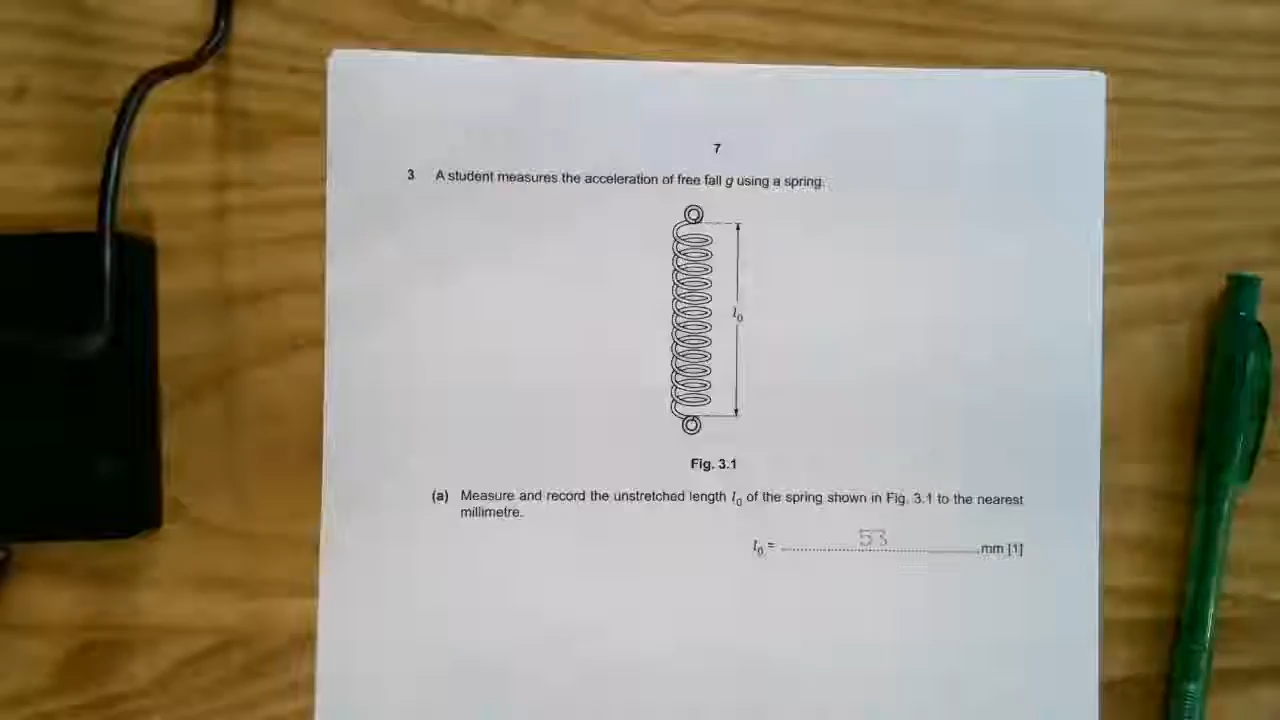 7
3 A student measures the acceleration of free fall g using a spring.
l0
Fig. 3.1
(a) Measure and record the unstretched length l0 of the spring shown in Fig. 3.1 to the nearest
millimetre.
l0 = 53 mm [1]